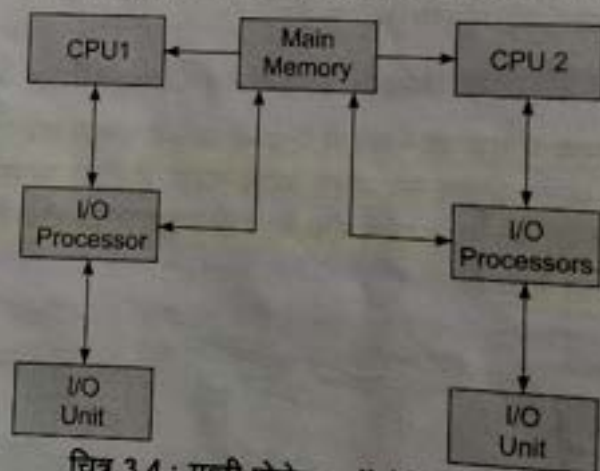 CPU1
Main
Memory
CPU 2
I/O
Processor
I/O
Processors
I/O
Unit
I/O
Unit
चित्र 3.4 :